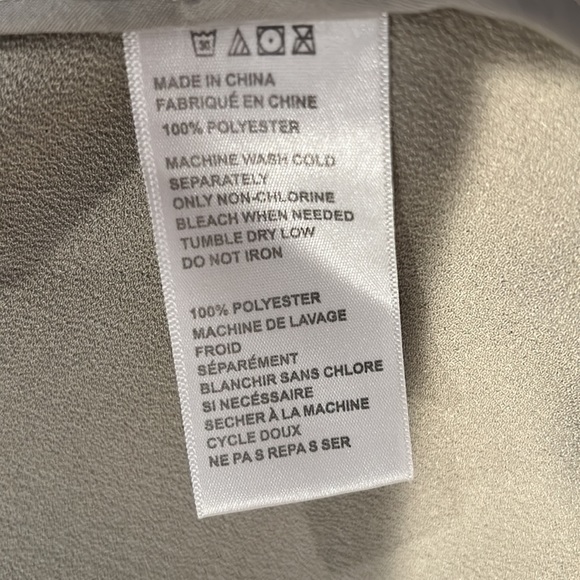 MADE IN CHINA
FABRIQUÉ EN CHINE
100% POLYESTER
MACHINE WASH COLD
SEPARATELY
ONLY NON-CHLORINE
BLEACH WHEN NEEDED
TUMBLE DRY LOW
DO NOT IRON
100% POLYESTER
MACHINE DE LAVAGE
FROID
SÉPARÉMENT
BLANCHIR SANS CHLORE
SI NECÉSSAIRE
SECHER À LA MACHINE
CYCLE DOUX
NE PA S REPA S SER